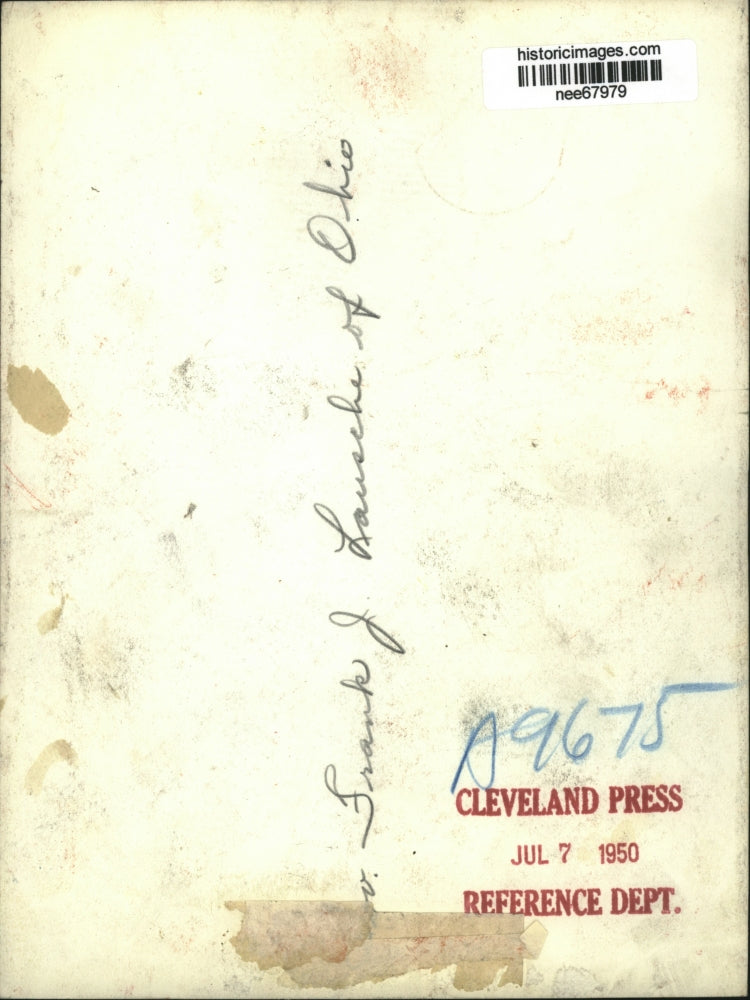 historicimages.com
nee67979
v. Frank J. Lausche of Ohio
A9675
CLEVELAND PRESS
JUL 7 1950
REFERENCE DEPT.